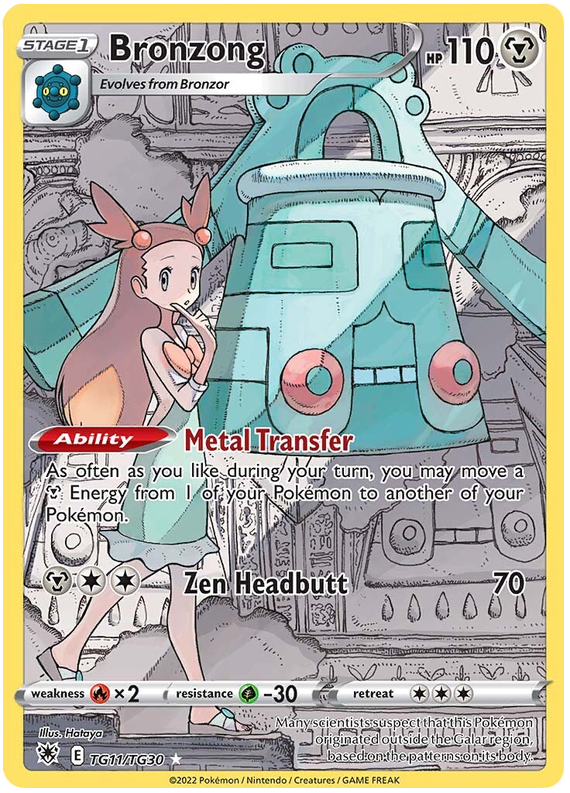 STAGE 1 Bronzong HP 110
Evolves from Bronzor
Ability Metal Transfer
As often as you like during your turn, you may move a
Energy from 1 of your Pokémon to another of your
Pokémon.
Zen Headbutt 70
weakness ×2 resistance -30 retreat
Illus. Hataya
Many scientists suspect that this Pokémon
originated outside the Galar region,
based on the patterns on its body.
E TG11/TG30
©2022 Pokémon / Nintendo / Creatures / GAME FREAK